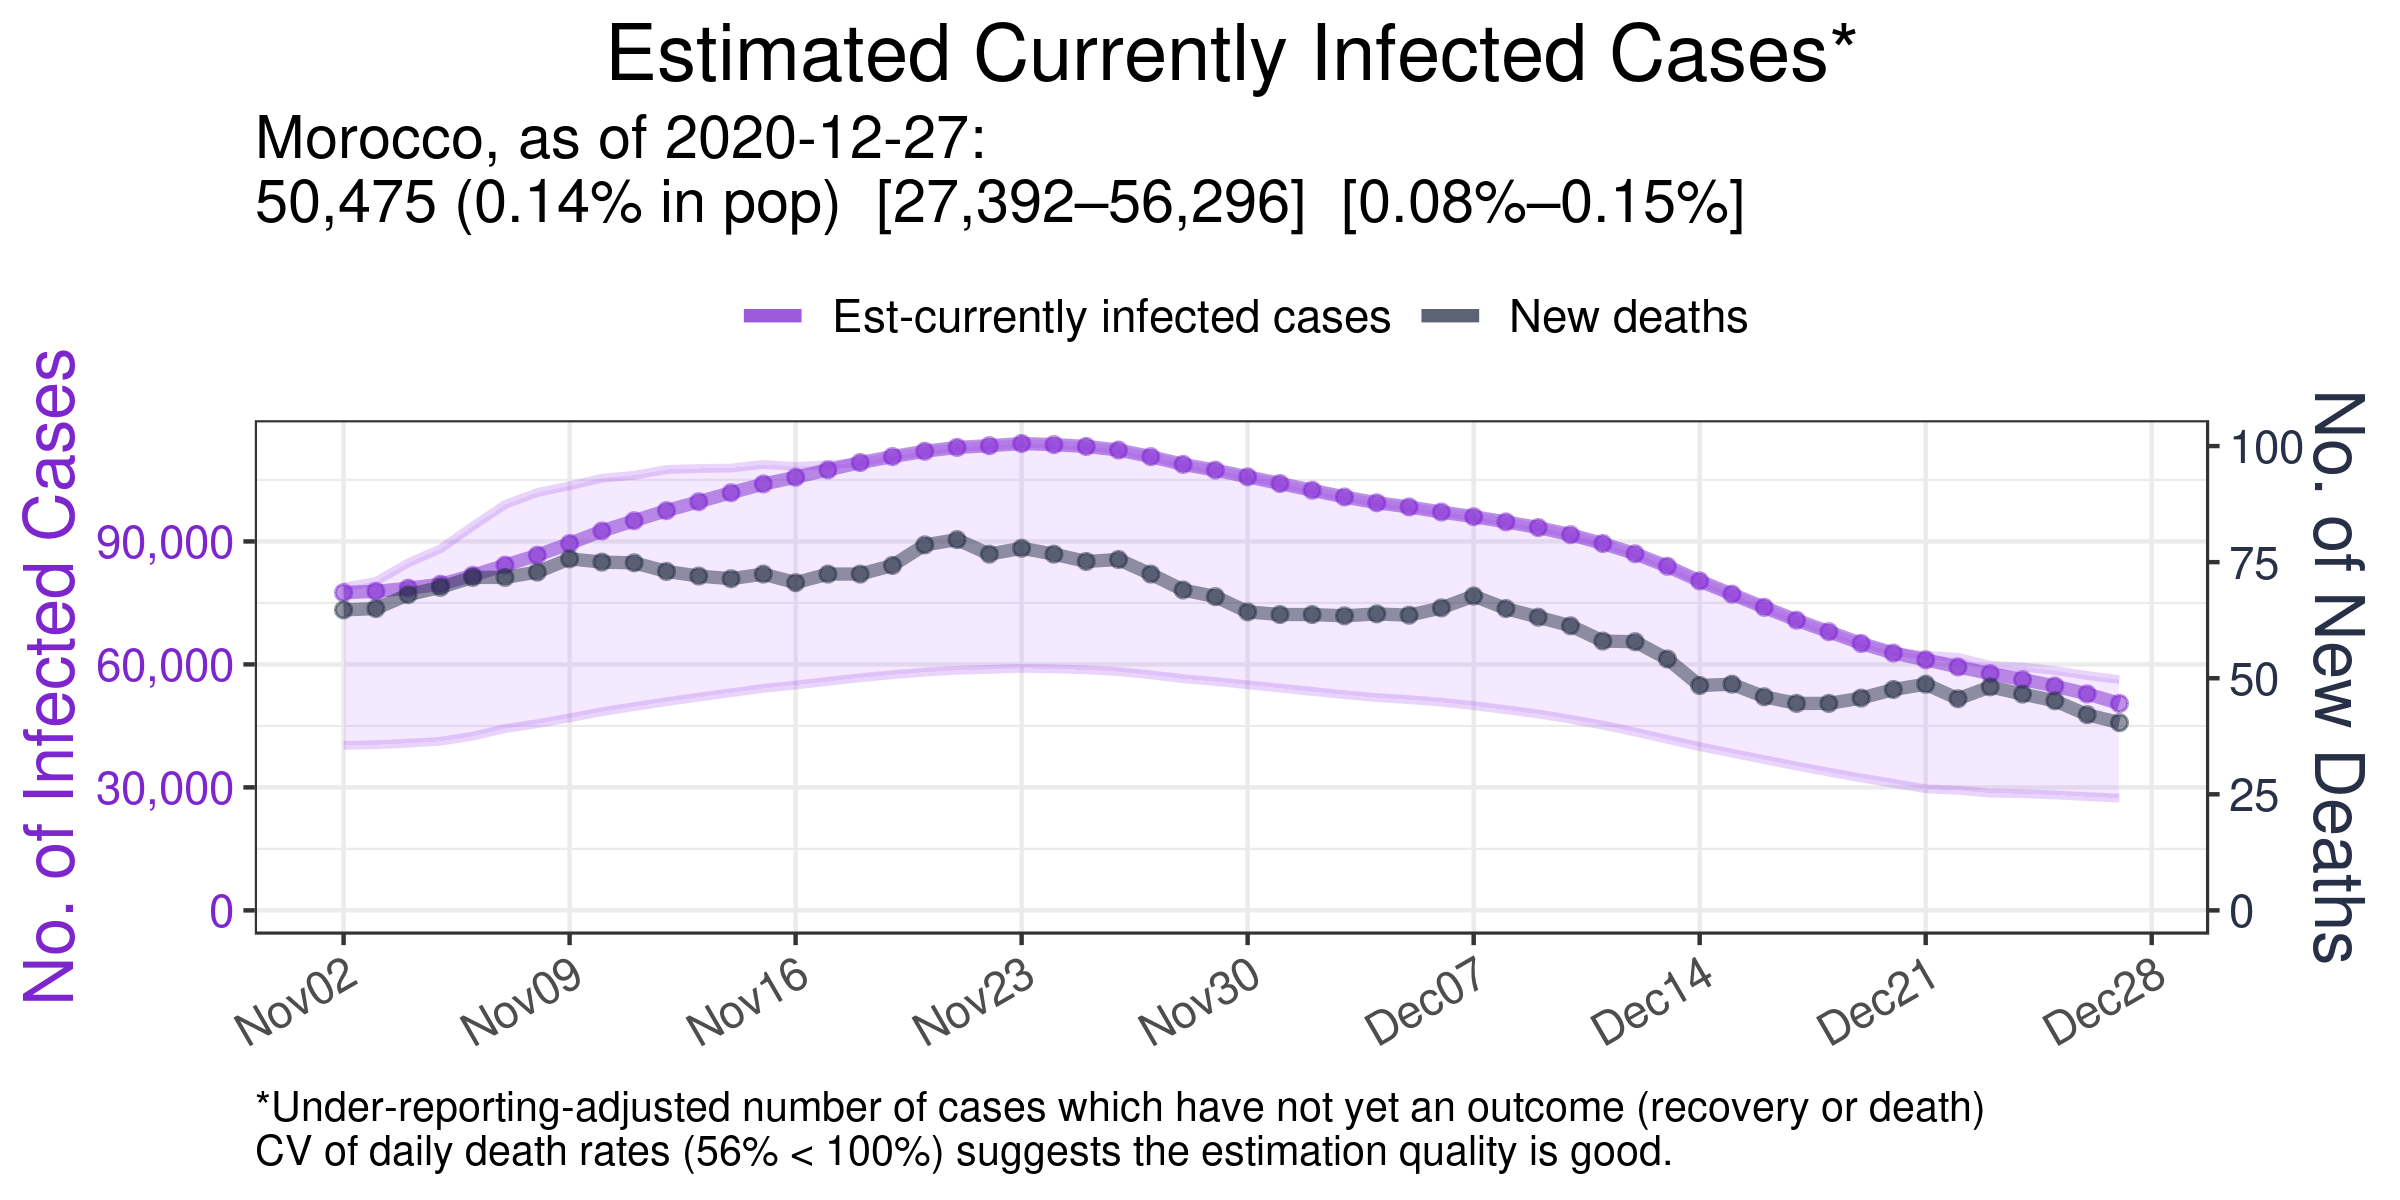 Estimated Currently Infected Cases*
Morocco, as of 2020-12-27:
50,475 (0.14% in pop)  [27,392–56,296]  [0.08%–0.15%]
Est-currently infected cases
New deaths
No. of Infected Cases
90,000
60,000
30,000
0
100
75
50
25
0
No. of New Deaths
Nov02
Nov09
Nov16
Nov23
Nov30
Dec07
Dec14
Dec21
Dec28
*Under-reporting-adjusted number of cases which have not yet an outcome (recovery or death)
CV of daily death rates (56% < 100%) suggests the estimation quality is good.